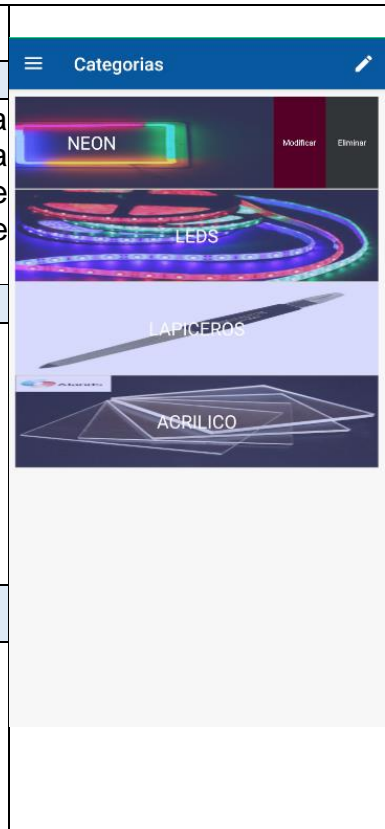 Categorias
NEON
Modificar
Eliminar
LEDS
LAPICEROS
ACRILICO
a
a
e
e